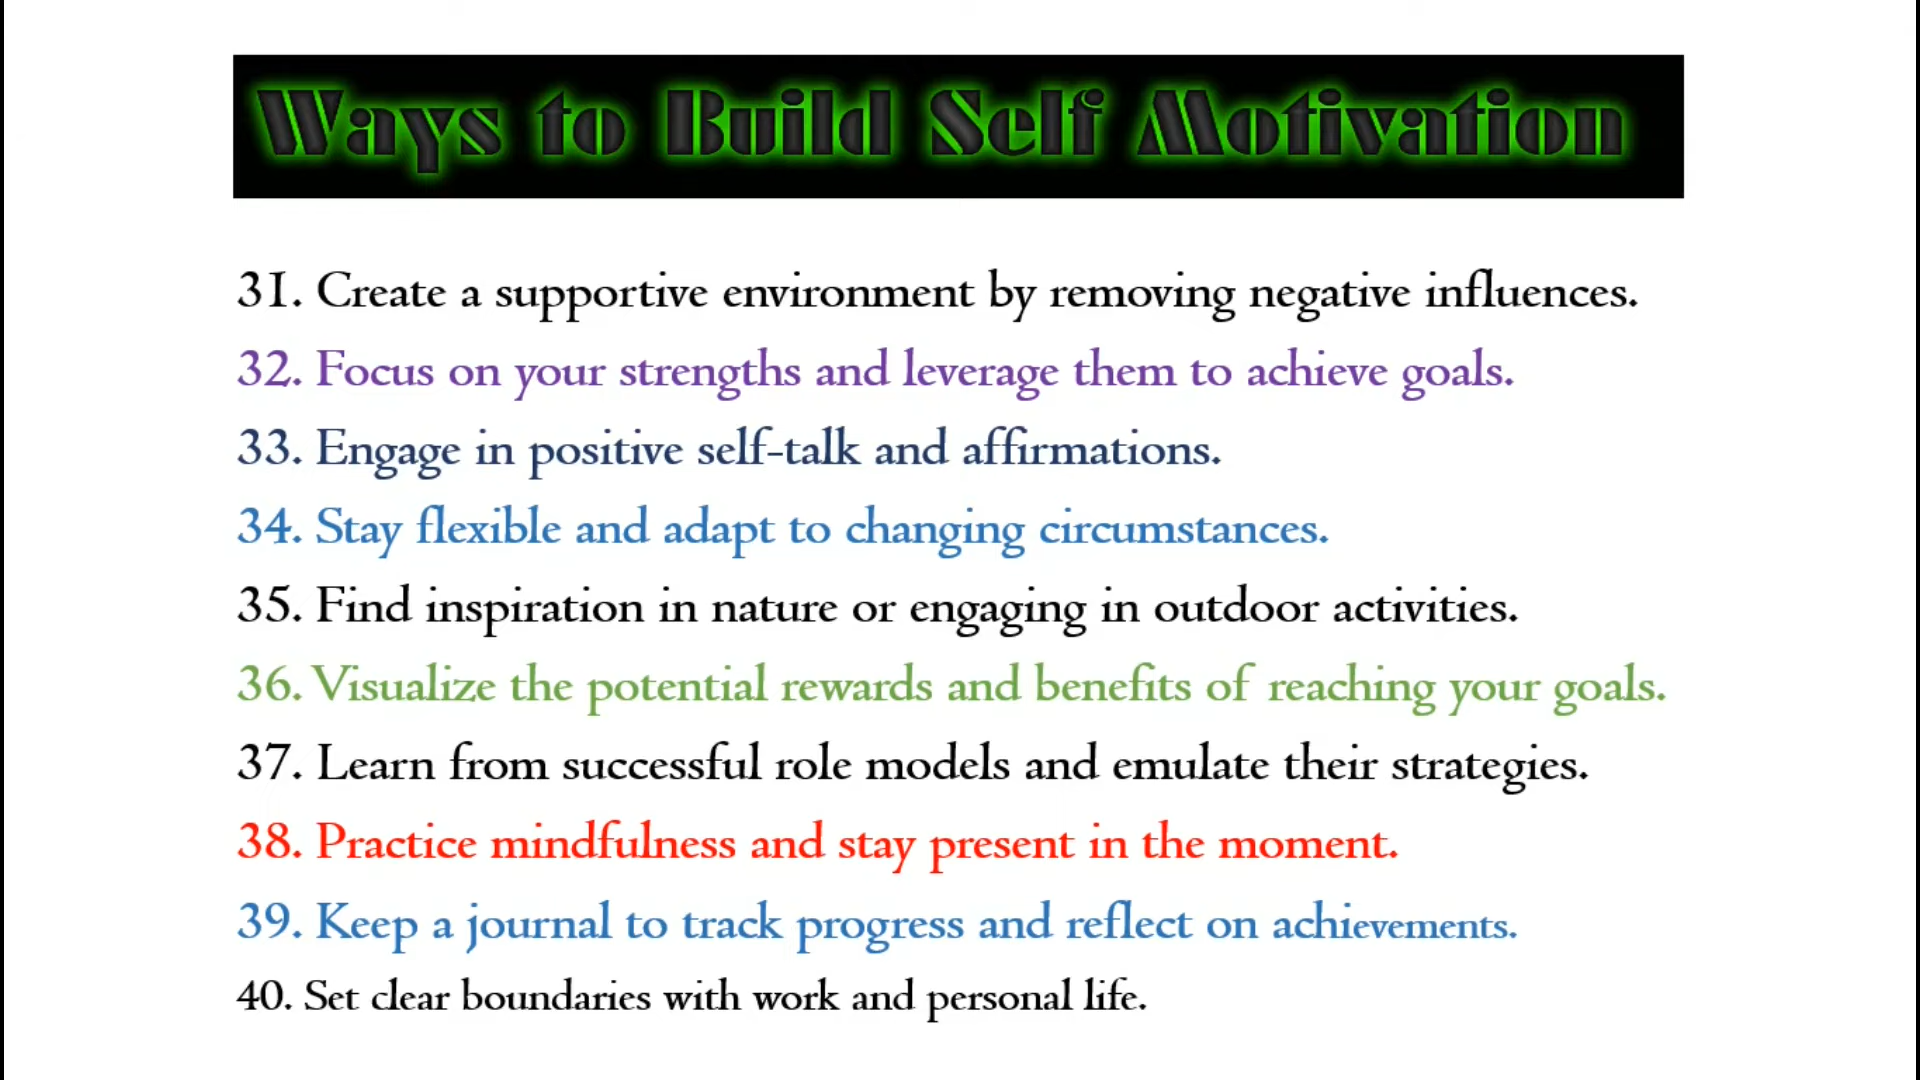 Ways to Build Self Motivation
31. Create a supportive environment by removing negative influences.
32. Focus on your strengths and leverage them to achieve goals.
33. Engage in positive self-talk and affirmations.
34. Stay flexible and adapt to changing circumstances.
35. Find inspiration in nature or engaging in outdoor activities.
36. Visualize the potential rewards and benefits of reaching your goals.
37. Learn from successful role models and emulate their strategies.
38. Practice mindfulness and stay present in the moment.
39. Keep a journal to track progress and reflect on achievements.
40. Set clear boundaries with work and personal life.